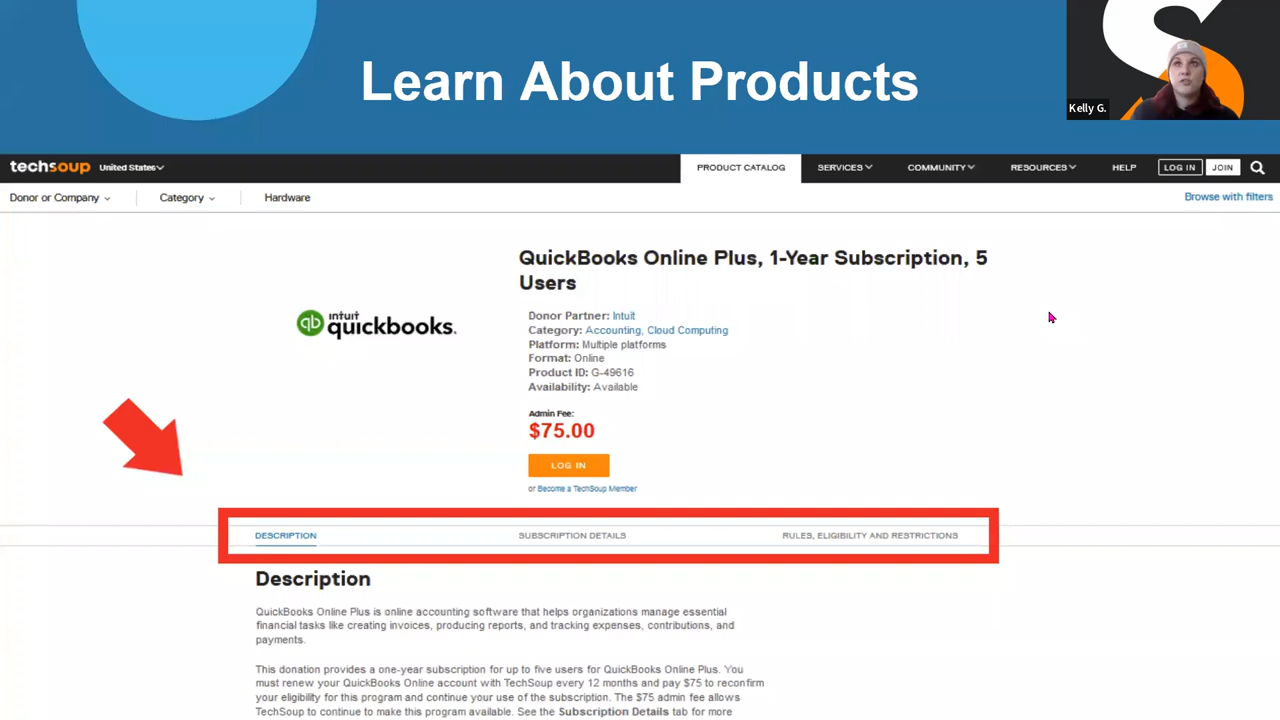 Learn About Products
Kelly G.
techsoup United States
PRODUCT CATALOG SERVICES COMMUNITY RESOURCES HELP LOG IN JOIN
Donor or Company Category Hardware
Browse with filters
QuickBooks Online Plus, 1-Year Subscription, 5
Users
intuit
quickbooks.
qb
Donor Partner: Intuit
Category: Accounting, Cloud Computing
Platform: Multiple platforms
Format: Online
Product ID: G-49616
Availability: Available
Admin Fee:
$75.00
LOG IN
or Become a TechSoup Member
DESCRIPTION SUBSCRIPTION DETAILS RULES, ELIGIBILITY AND RESTRICTIONS
Description
QuickBooks Online Plus is online accounting software that helps organizations manage essential
financial tasks like creating invoices, producing reports, and tracking expenses, contributions, and
payments.
This donation provides a one-year subscription for up to five users for QuickBooks Online Plus. You
must renew your QuickBooks Online account with TechSoup every 12 months and pay $75 to reconfirm
your eligibility for this program and continue your use of the subscription. The $75 admin fee allows
TechSoup to continue to make this program available. See the Subscription Details tab for more